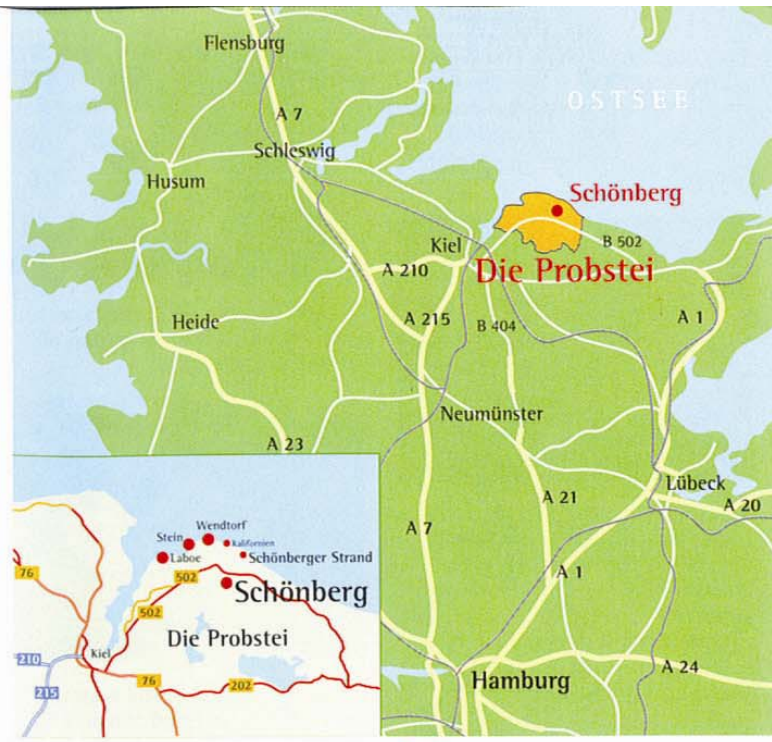 Flensburg
OSTSEE
A 7
Schleswig
Husum
Schönberg
Kiel
B 502
A 210
Die Probstei
Heide
A 215
B 404
A 1
Neumünster
A 23
Lübeck
A 21
A 20
A 7
A 1
Hamburg
A 24
Wendtorf
Stein
Kalifornien
Laboe
Schönberger Strand
76
502
Schönberg
502
Die Probstei
Kiel
210
76
215
202